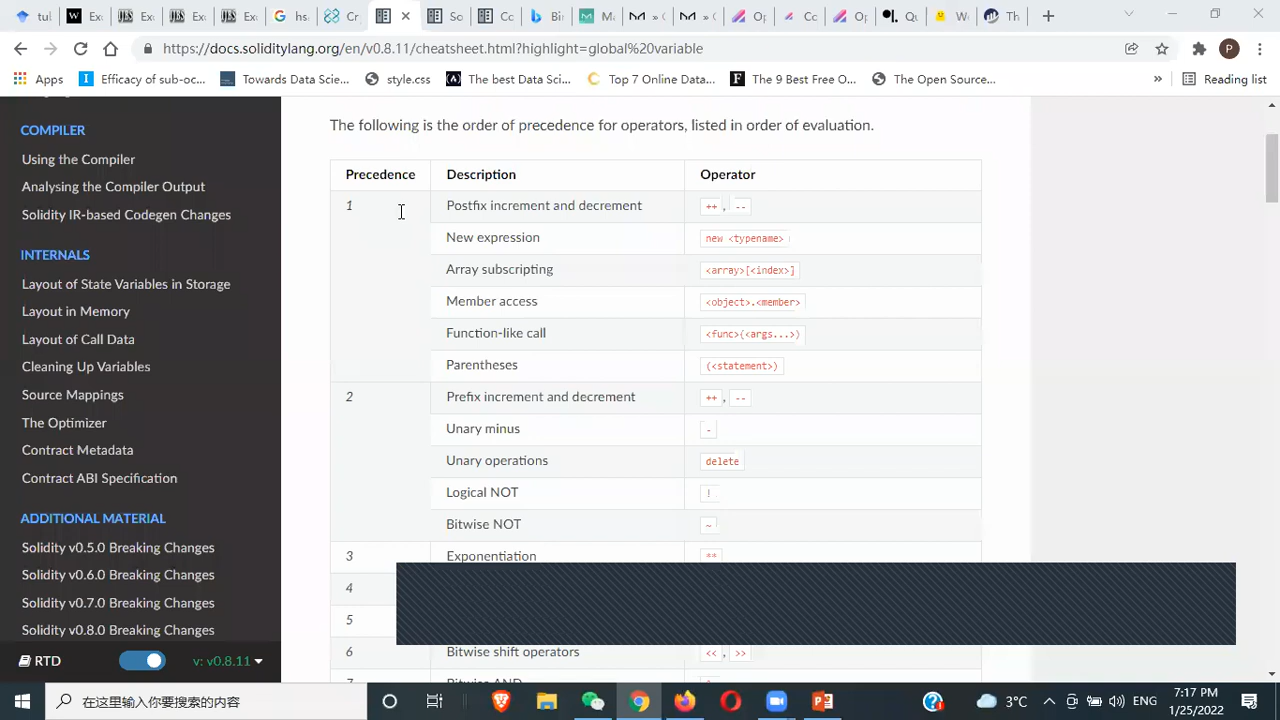 tui
W Ex
Ex
Ex
Ex
hs
Cr
So
Co
Bin
Me
Co
Co
Op
Co
Op
Qu
We
Th
https://docs.soliditylang.org/en/v0.8.11/cheatsheet.html?highlight=global%20variable
P
Apps
Efficacy of sub-oc...
Towards Data Scie...
style.css
The best Data Sci...
Top 7 Online Data...
The 9 Best Free O...
The Open Source...
»
Reading list
COMPILER
Using the Compiler
Analysing the Compiler Output
Solidity IR-based Codegen Changes
INTERNALS
Layout of State Variables in Storage
Layout in Memory
Layout of Call Data
Cleaning Up Variables
Source Mappings
The Optimizer
Contract Metadata
Contract ABI Specification
ADDITIONAL MATERIAL
Solidity v0.5.0 Breaking Changes
Solidity v0.6.0 Breaking Changes
Solidity v0.7.0 Breaking Changes
Solidity v0.8.0 Breaking Changes
RTD
v: v0.8.11
The following is the order of precedence for operators, listed in order of evaluation.
Precedence Description Operator
1 Postfix increment and decrement ++ , --
New expression new <typename>
Array subscripting <array>[<index>]
Member access <object>.<member>
Function-like call <func>(<args...>)
Parentheses (<statement>)
2 Prefix increment and decrement ++ , --
Unary minus -
Unary operations delete
Logical NOT !
Bitwise NOT ~
3 Exponentiation **
4
5
6 Bitwise shift operators << , >>
在这里输入你要搜索的内容
3°C
ENG
7:17 PM
1/25/2022